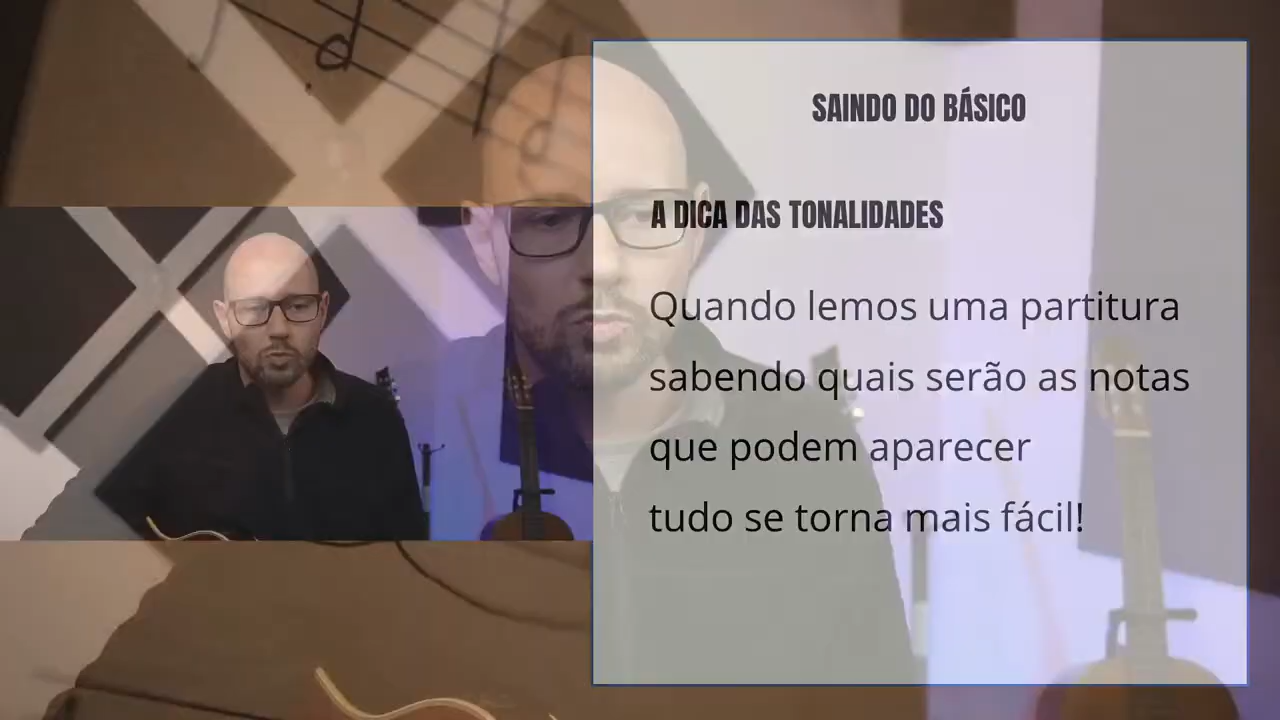 SAINDO DO BÁSICO
A DICA DAS TONALIDADES
Quando lemos uma partitura
sabendo quais serão as notas
que podem aparecer
tudo se torna mais fácil!